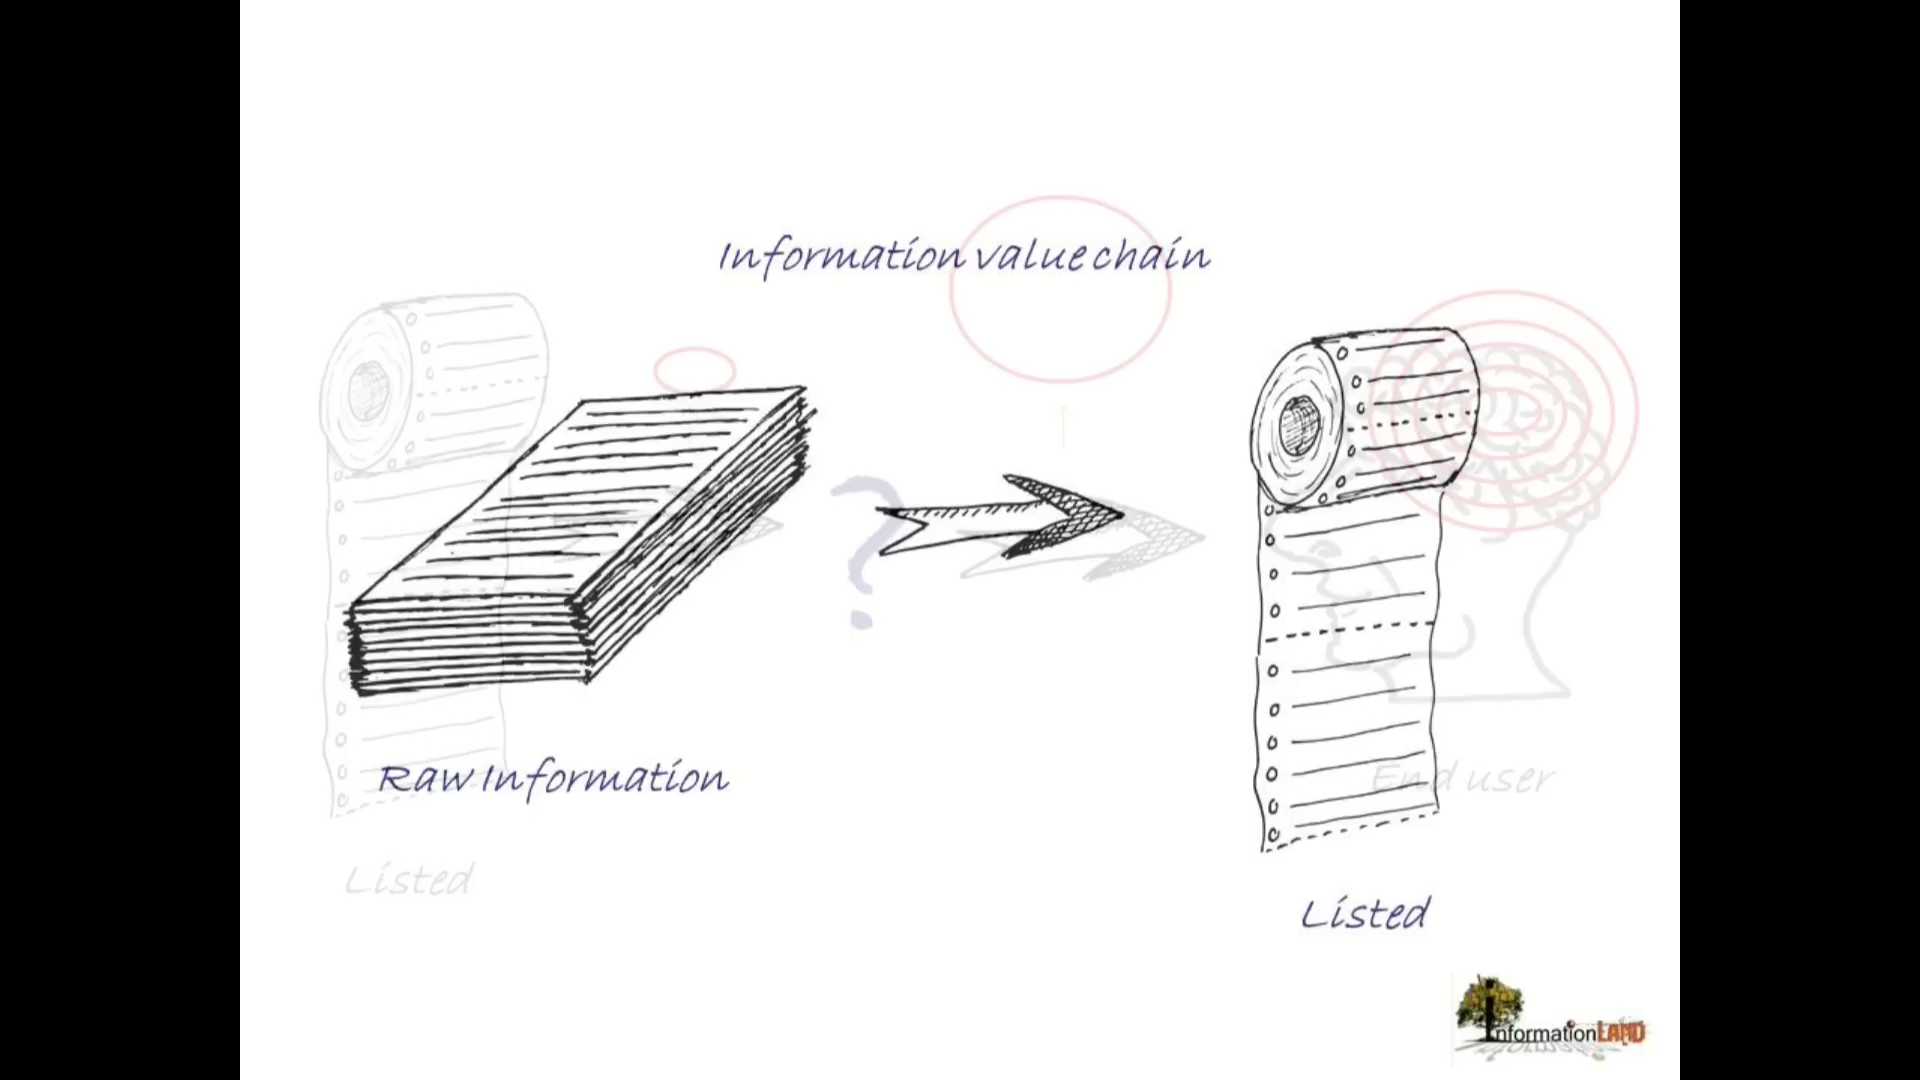 Information value chain
?
Raw Information
End user
Listed
Listed
InformationLAND